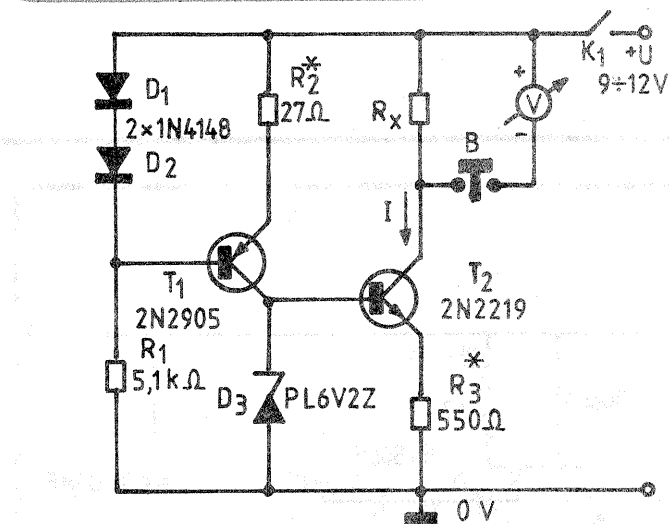 K1 +U
9÷12V
D1
2×1N4148
D2
R2*
27Ω
Rx
+
V
-
B
I
T1
2N2905
T2
2N2219
R1
5,1kΩ
D3 PL6V2Z
R3*
550Ω
0 V